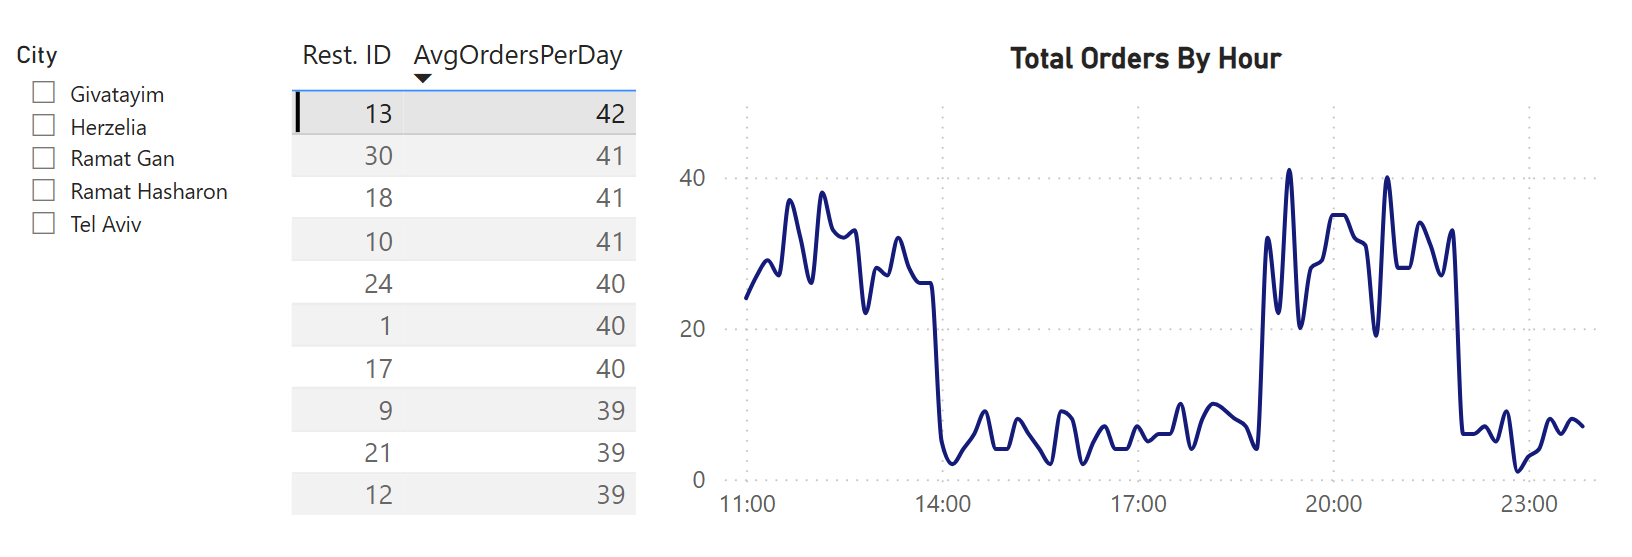 City
Givatayim
Herzelia
Ramat Gan
Ramat Hasharon
Tel Aviv
Rest. ID AvgOrdersPerDay
13 42
30 41
18 41
10 41
24 40
1 40
17 40
9 39
21 39
12 39
Total Orders By Hour
40
20
0
11:00 14:00 17:00 20:00 23:00